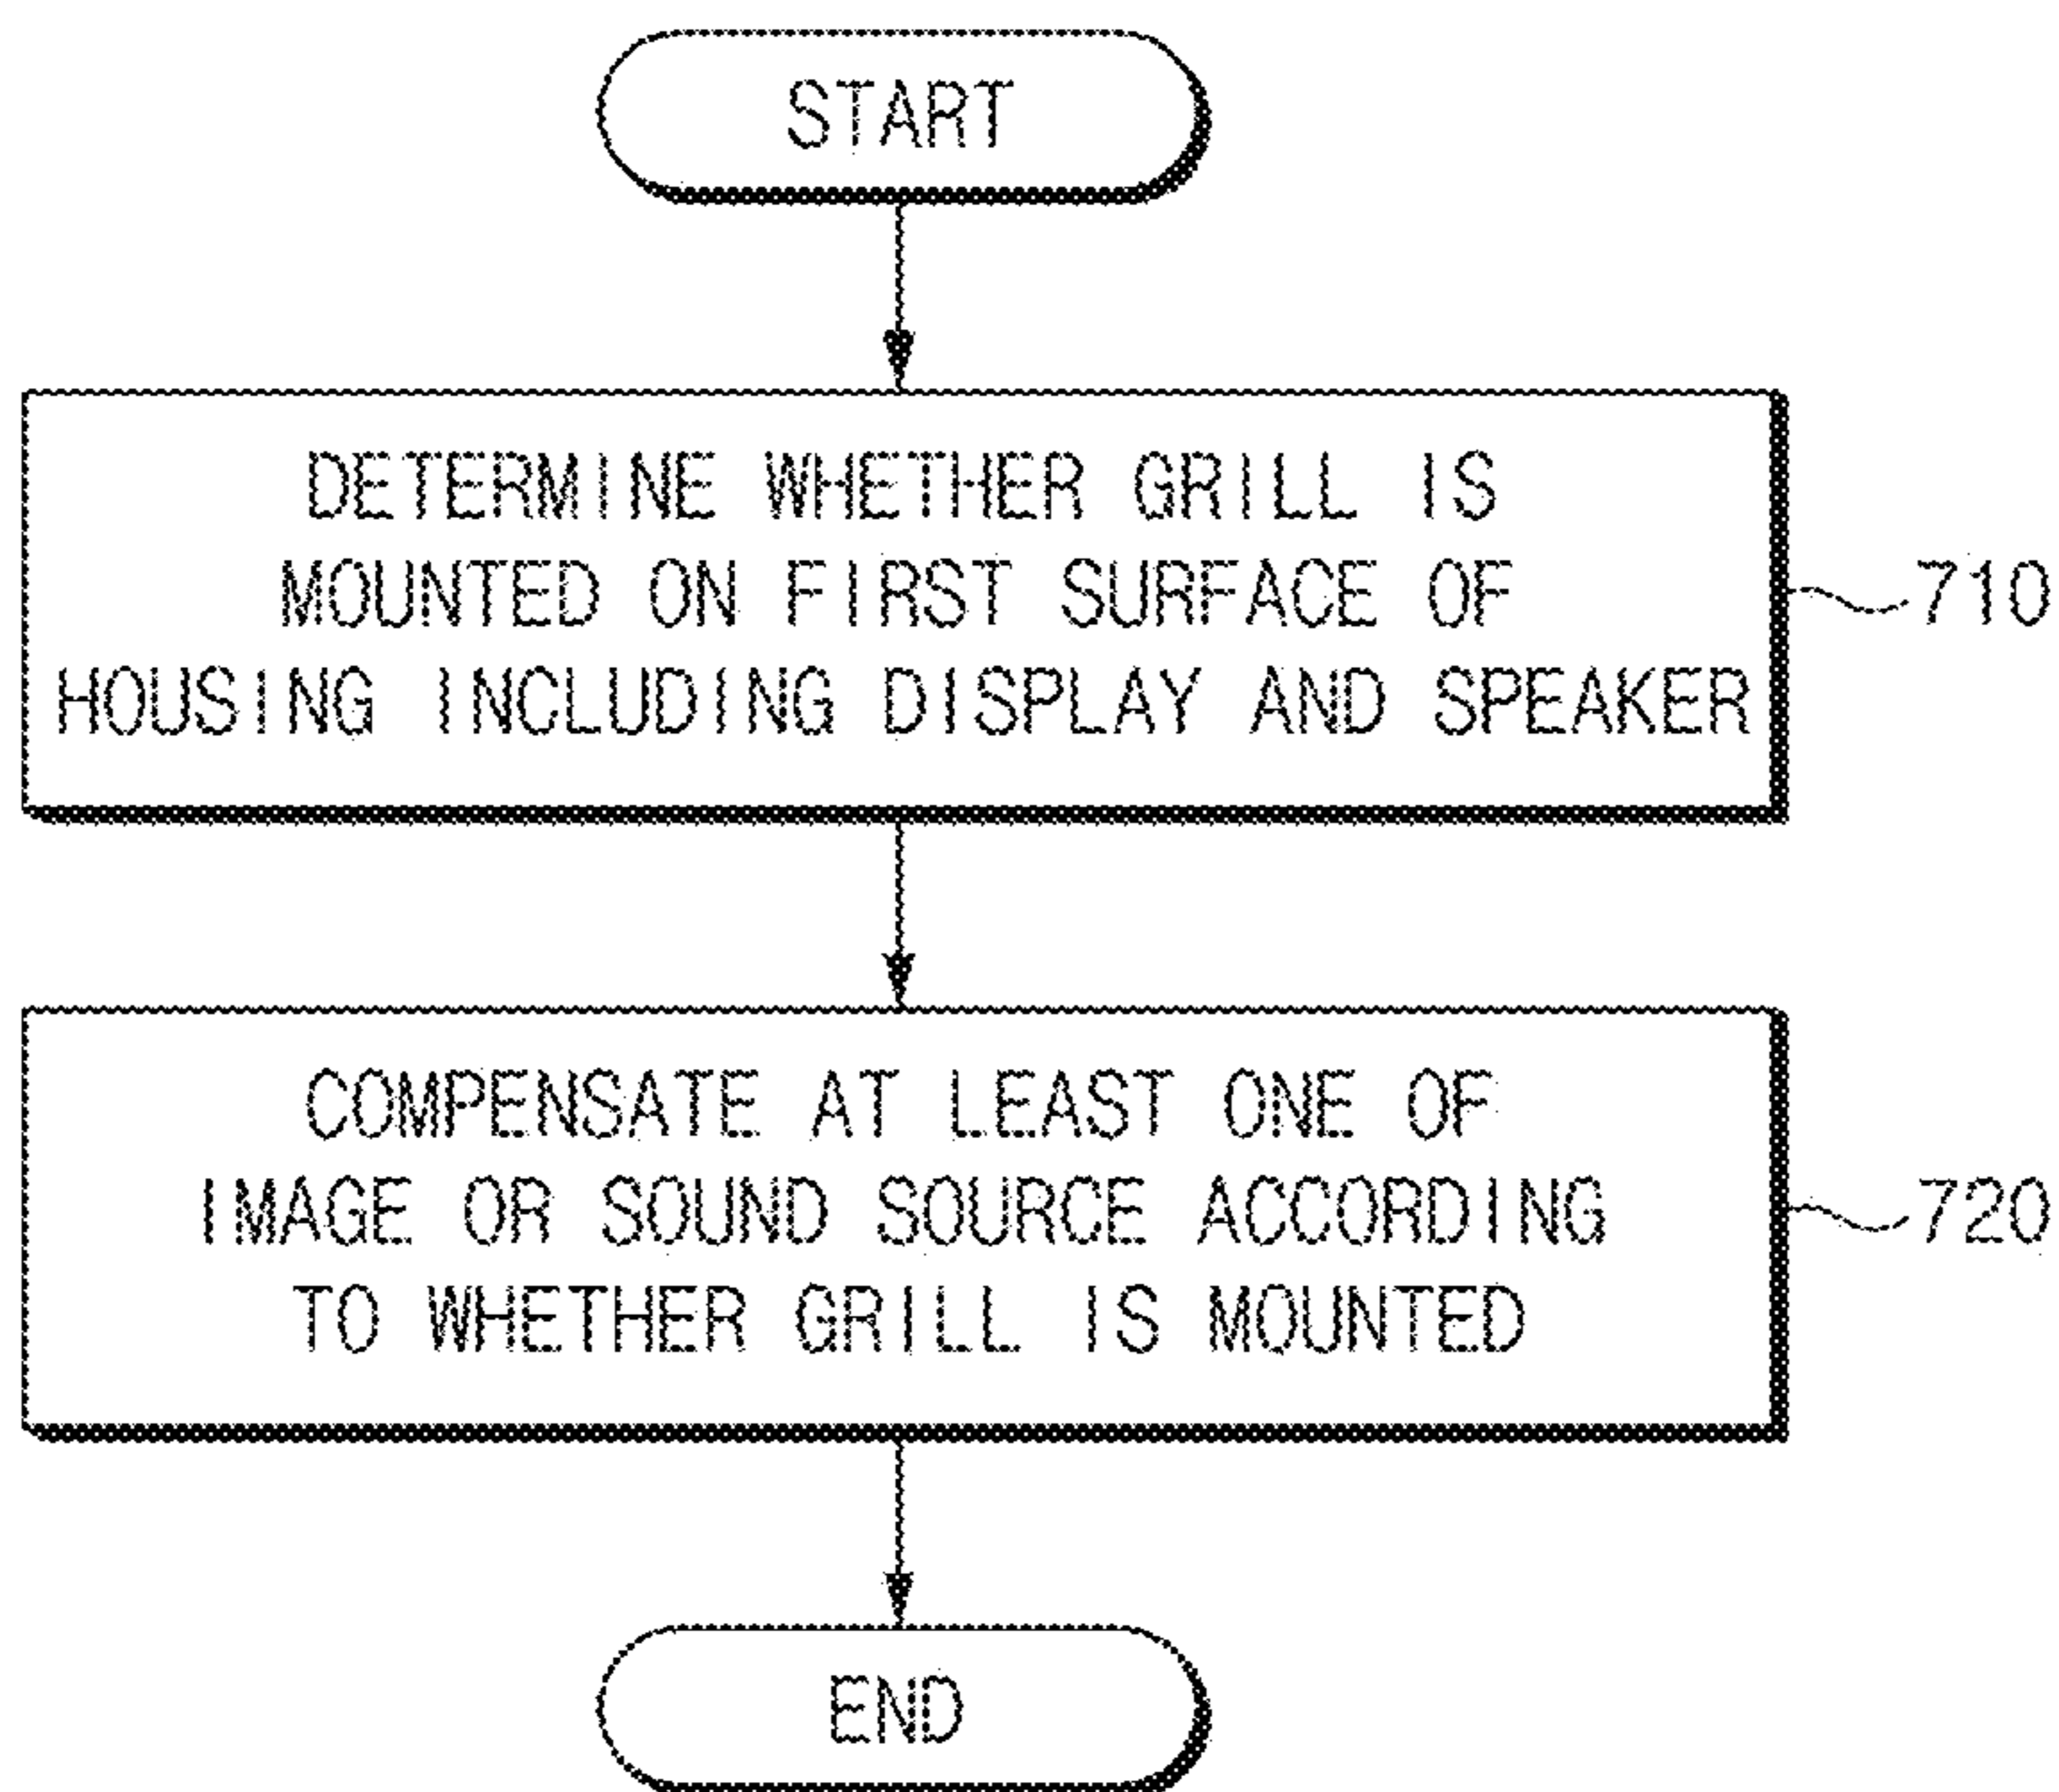 START
DETERMINE WHETHER GRILL IS
MOUNTED ON FIRST SURFACE OF
HOUSING INCLUDING DISPLAY AND SPEAKER
710
COMPENSATE AT LEAST ONE OF
IMAGE OR SOUND SOURCE ACCORDING
TO WHETHER GRILL IS MOUNTED
720
END